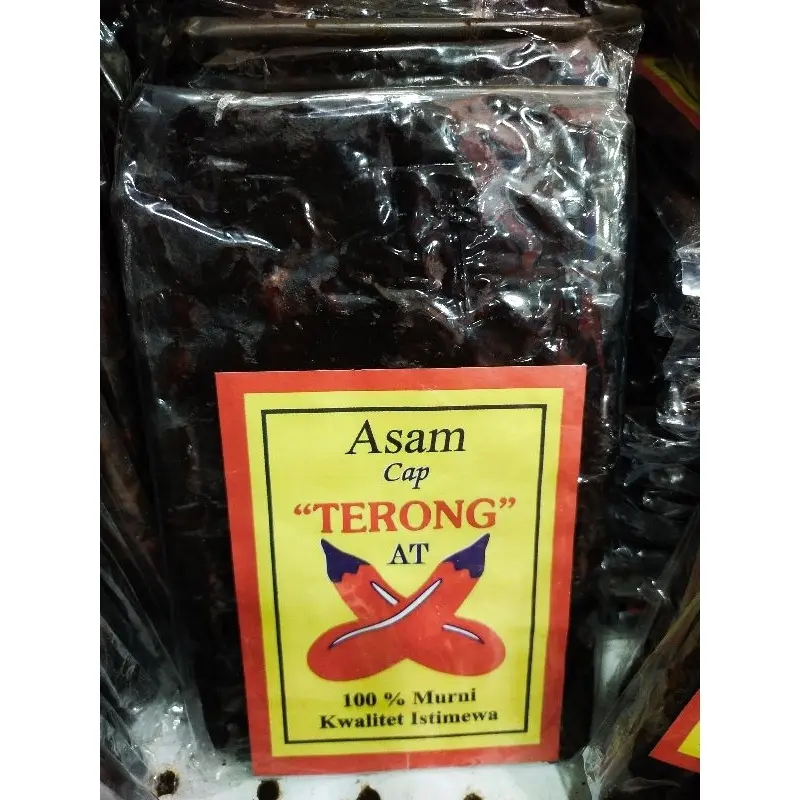 Asam
Cap
“TERONG”
AT
100 % Murni
Kwalitet Istimewa